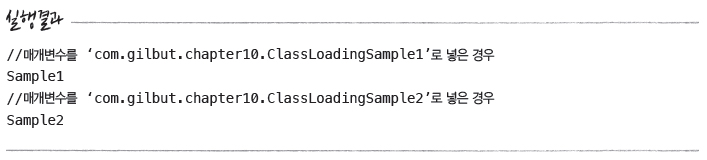 실행결과
//매개변수를 ‘com.gilbut.chapter10.ClassLoadingSample1’로 넣은 경우
Sample1
//매개변수를 ‘com.gilbut.chapter10.ClassLoadingSample2’로 넣은 경우
Sample2